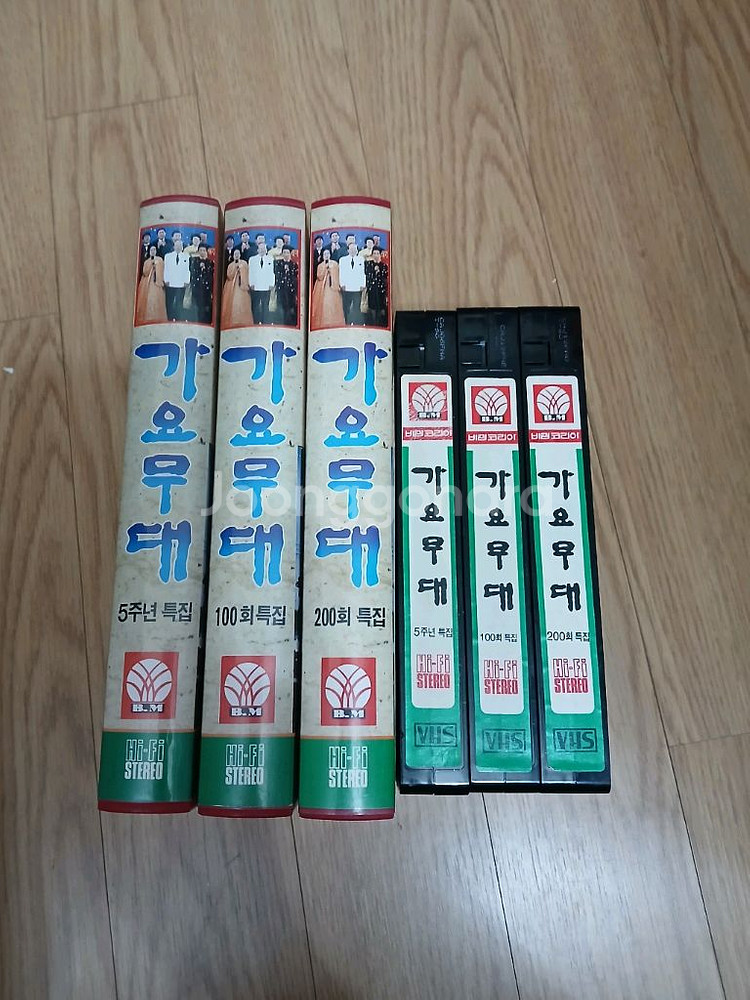 가요무대
5주년 특집
B.M
Hi-Fi
STEREO
가요무대
100회 특집
B.M
Hi-Fi
STEREO
가요무대
200회 특집
B.M
Hi-Fi
STEREO
B.M
비엠코리아
가요무대
5주년 특집
Hi-Fi
STEREO
VHS
B.M
비엠코리아
가요무대
100회 특집
Hi-Fi
STEREO
VHS
B.M
비엠코리아
가요무대
200회 특집
Hi-Fi
STEREO
VHS
Joonggonara